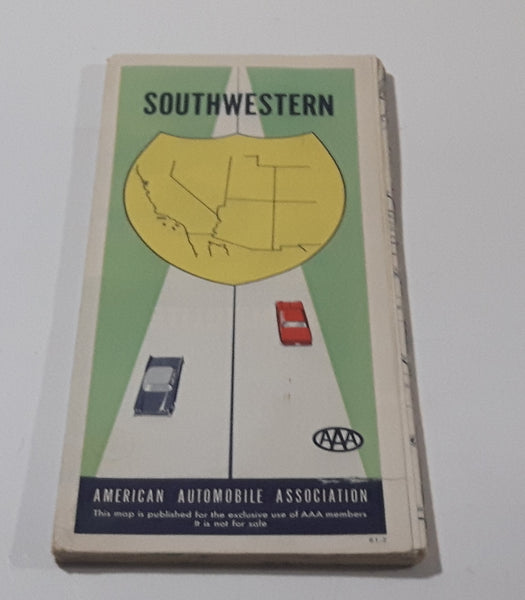 SOUTHWESTERN
AAA
AMERICAN AUTOMOBILE ASSOCIATION
This map is published for the exclusive use of AAA members
It is not for sale